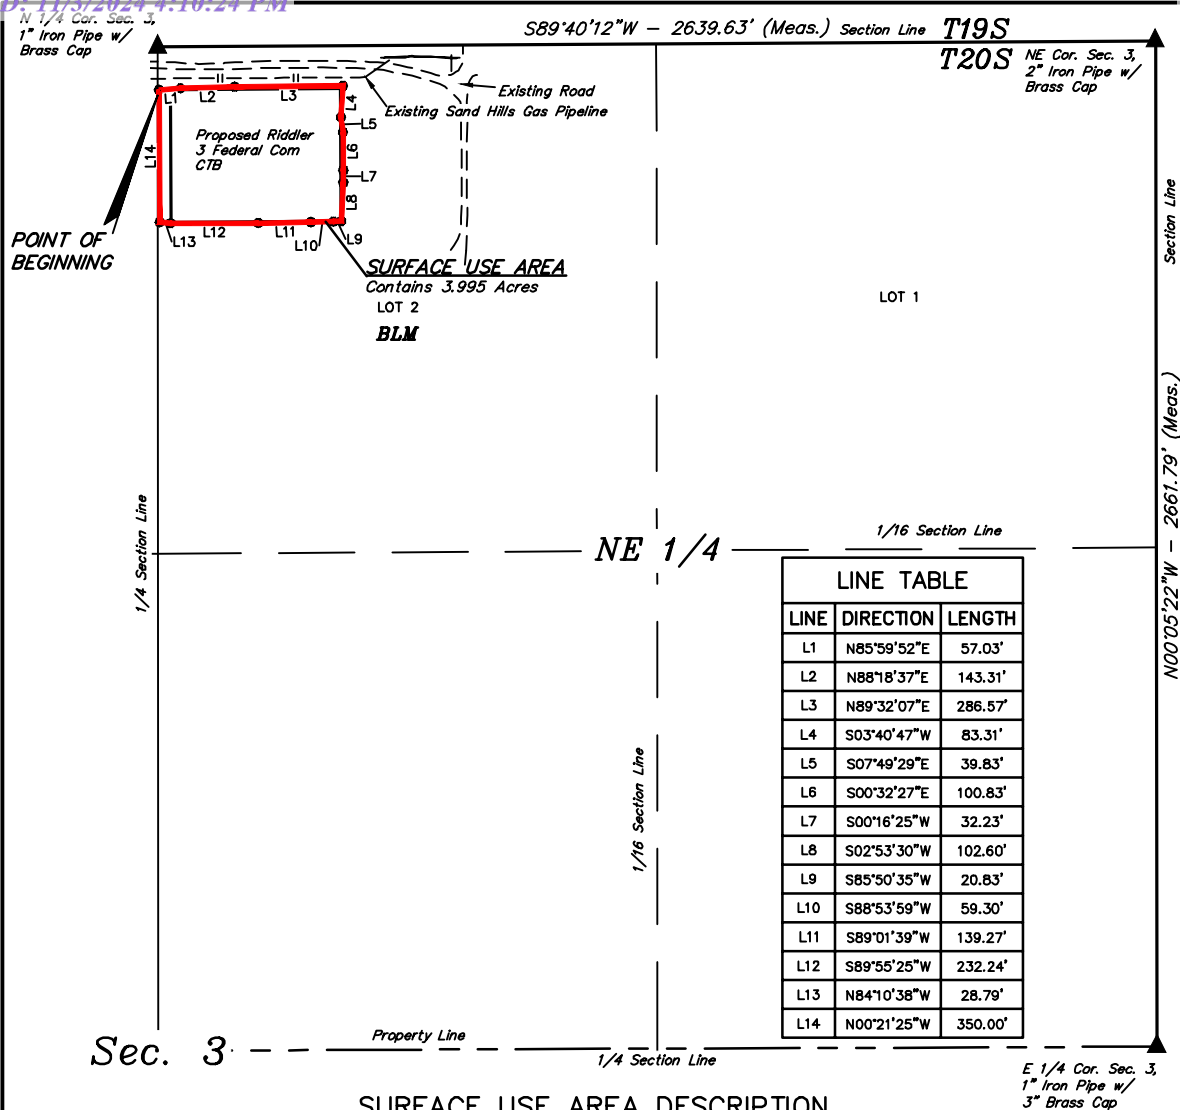 D: 11/5/2024 4:10:24 PM
N 1/4 Cor. Sec. 3,
1" Iron Pipe w/
Brass Cap
S89°40'12"W - 2639.63' (Meas.) Section Line
T19S
T20S
NE Cor. Sec. 3,
2" Iron Pipe w/
Brass Cap
L1
L2
L3
L4
Existing Road
Existing Sand Hills Gas Pipeline
L5
Proposed Riddler
3 Federal Com
CTB
L14
L6
L7
L8
Section Line
POINT OF
BEGINNING
L13
L12
L11
L10
L9
SURFACE USE AREA
Contains 3.995 Acres
LOT 2
BLM
LOT 1
N00°05'22"W - 2661.79' (Meas.)
1/4 Section Line
NE 1/4
1/16 Section Line
LINE TABLE
LINE DIRECTION LENGTH
L1 N85°59'52"E 57.03'
L2 N88°18'37"E 143.31'
L3 N89°32'07"E 286.57'
L4 S03°40'47"W 83.31'
L5 S07°49'29"E 39.83'
L6 S00°32'27"E 100.83'
L7 S00°16'25"W 32.23'
L8 S02°53'30"W 102.60'
L9 S85°50'35"W 20.83'
L10 S88°53'59"W 59.30'
L11 S89°01'39"W 139.27'
L12 S89°55'25"W 232.24'
L13 N84°10'38"W 28.79'
L14 N00°21'25"W 350.00'
1/16 Section Line
Sec. 3
Property Line
1/4 Section Line
E 1/4 Cor. Sec. 3,
1" Iron Pipe w/
3" Brass Cap
SURFACE USE AREA DESCRIPTION